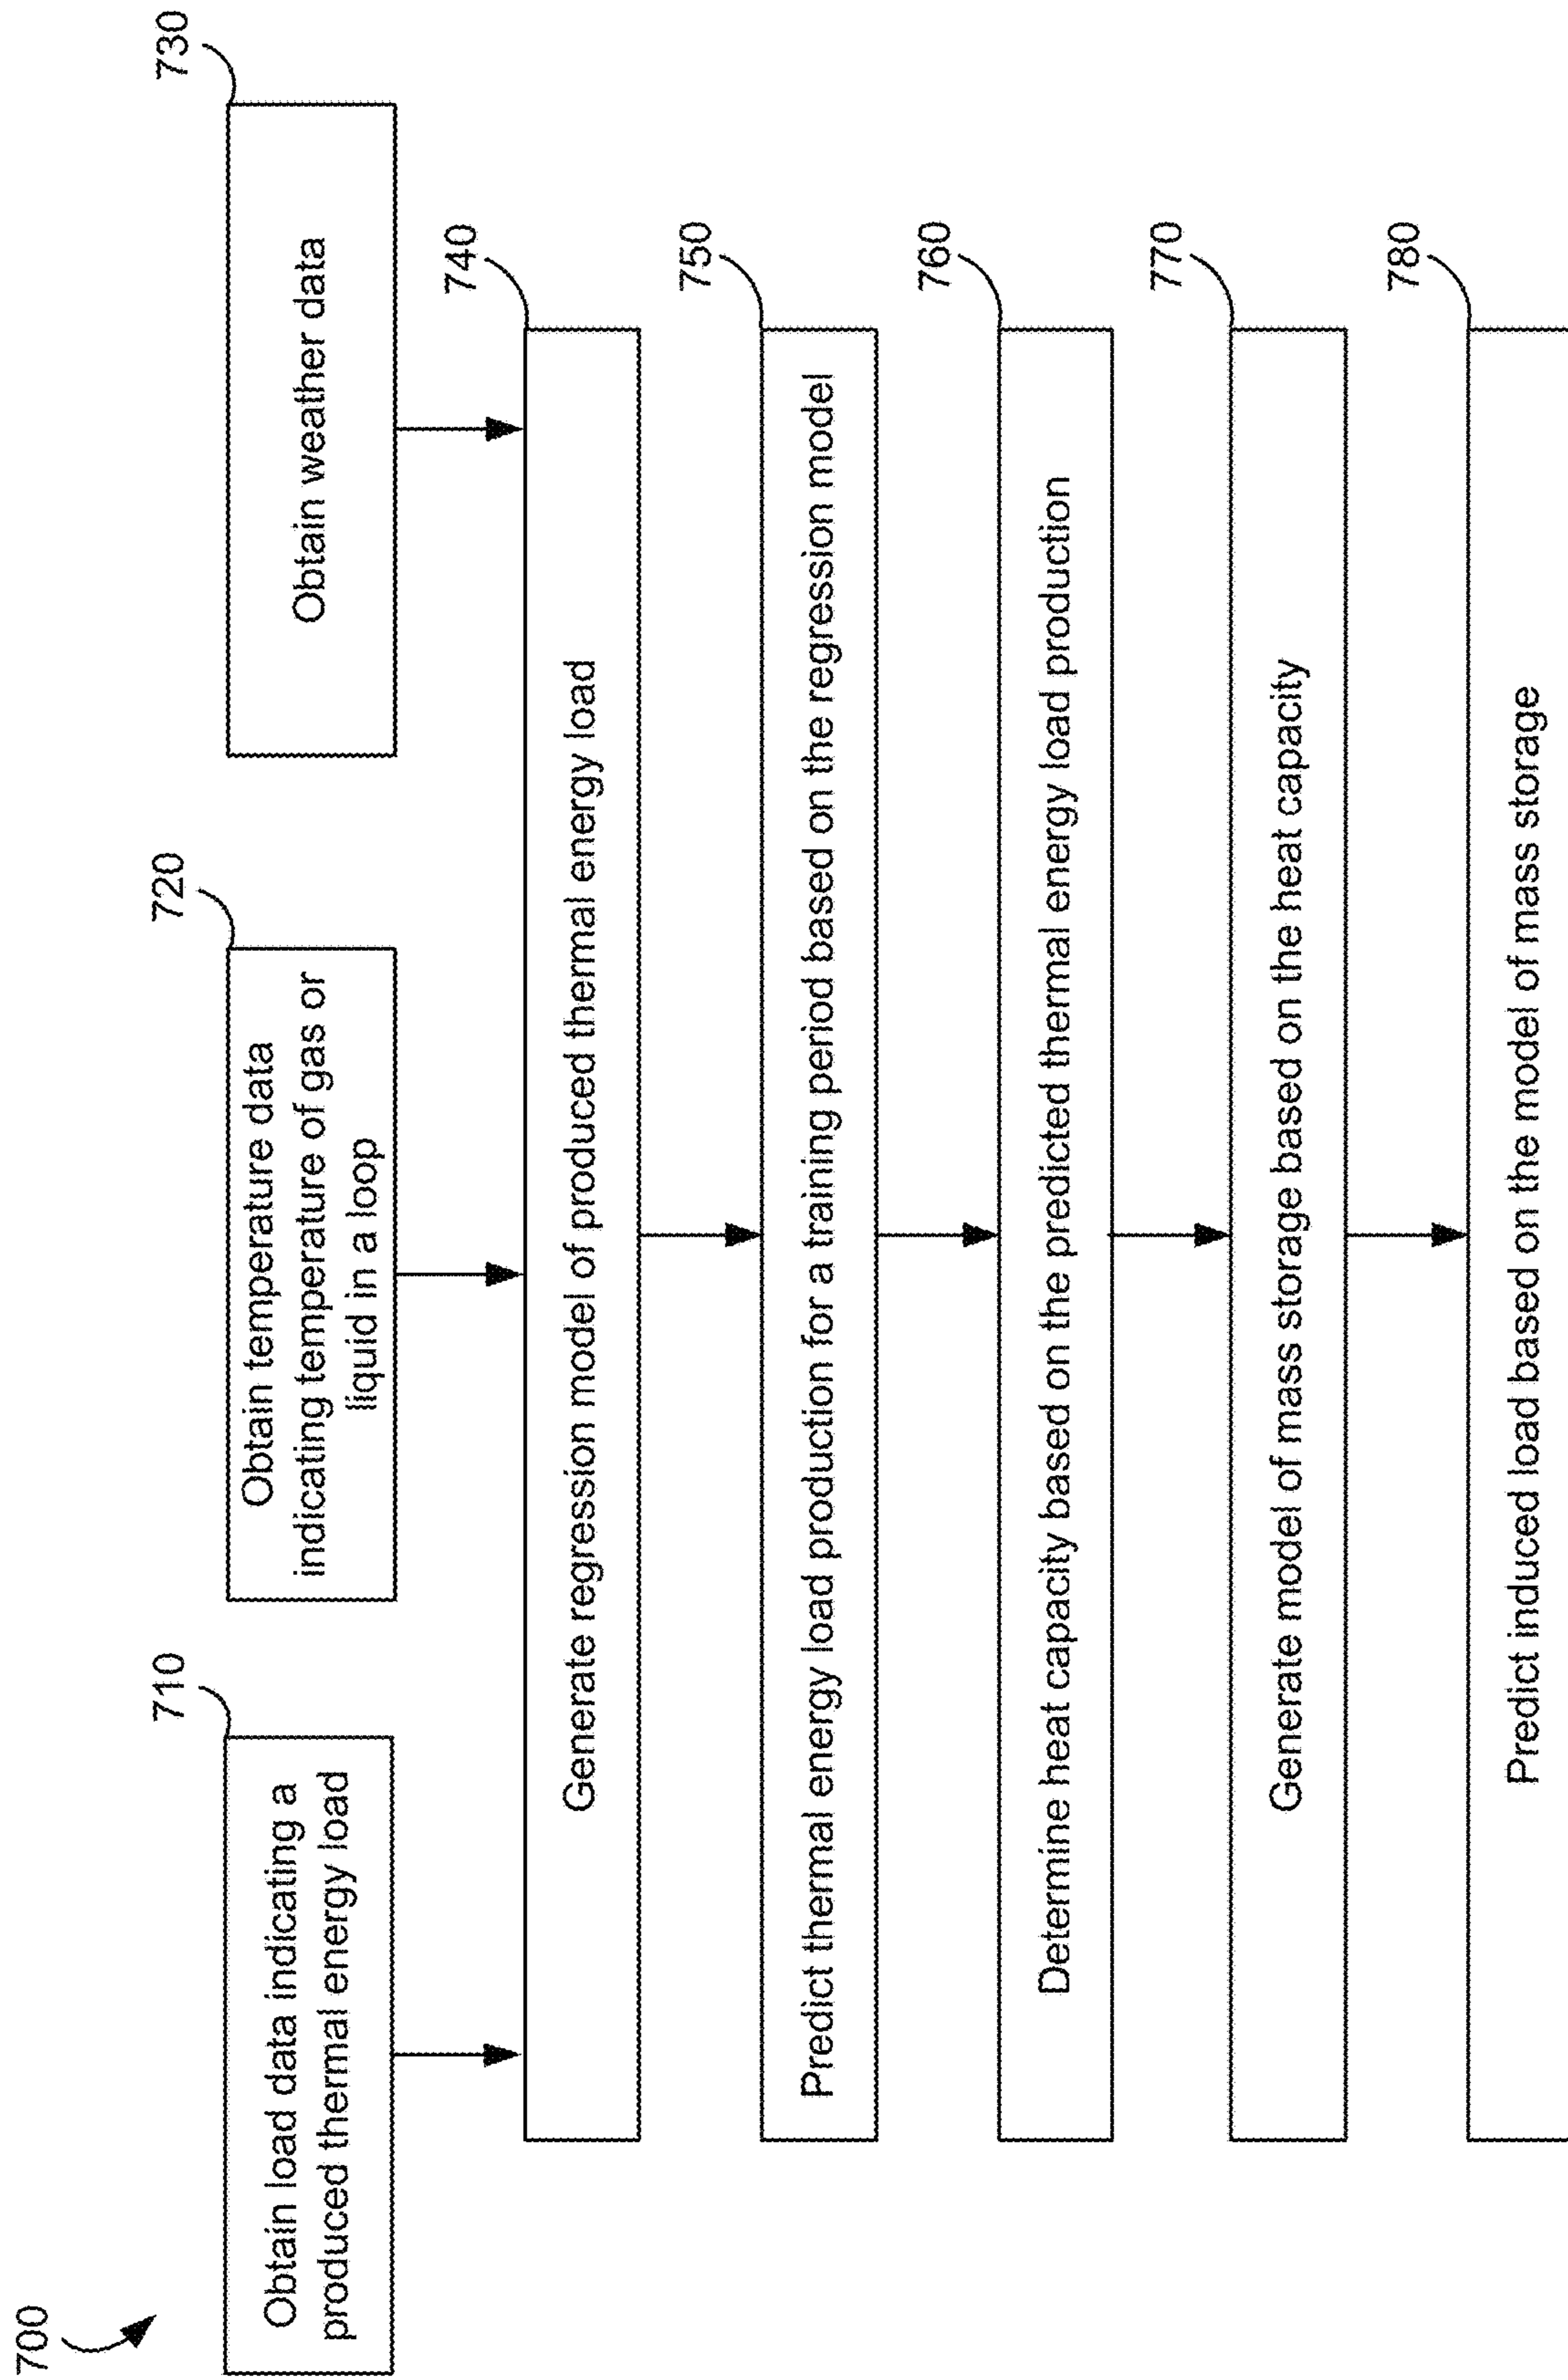 700
710
Obtain load data indicating a
produced thermal energy load
720
Obtain temperature data
indicating temperature of gas or
liquid in a loop
730
Obtain weather data
740
Generate regression model of produced thermal energy load
750
Predict thermal energy load production for a training period based on the regression model
760
Determine heat capacity based on the predicted thermal energy load production
770
Generate model of mass storage based on the heat capacity
780
Predict induced load based on the model of mass storage